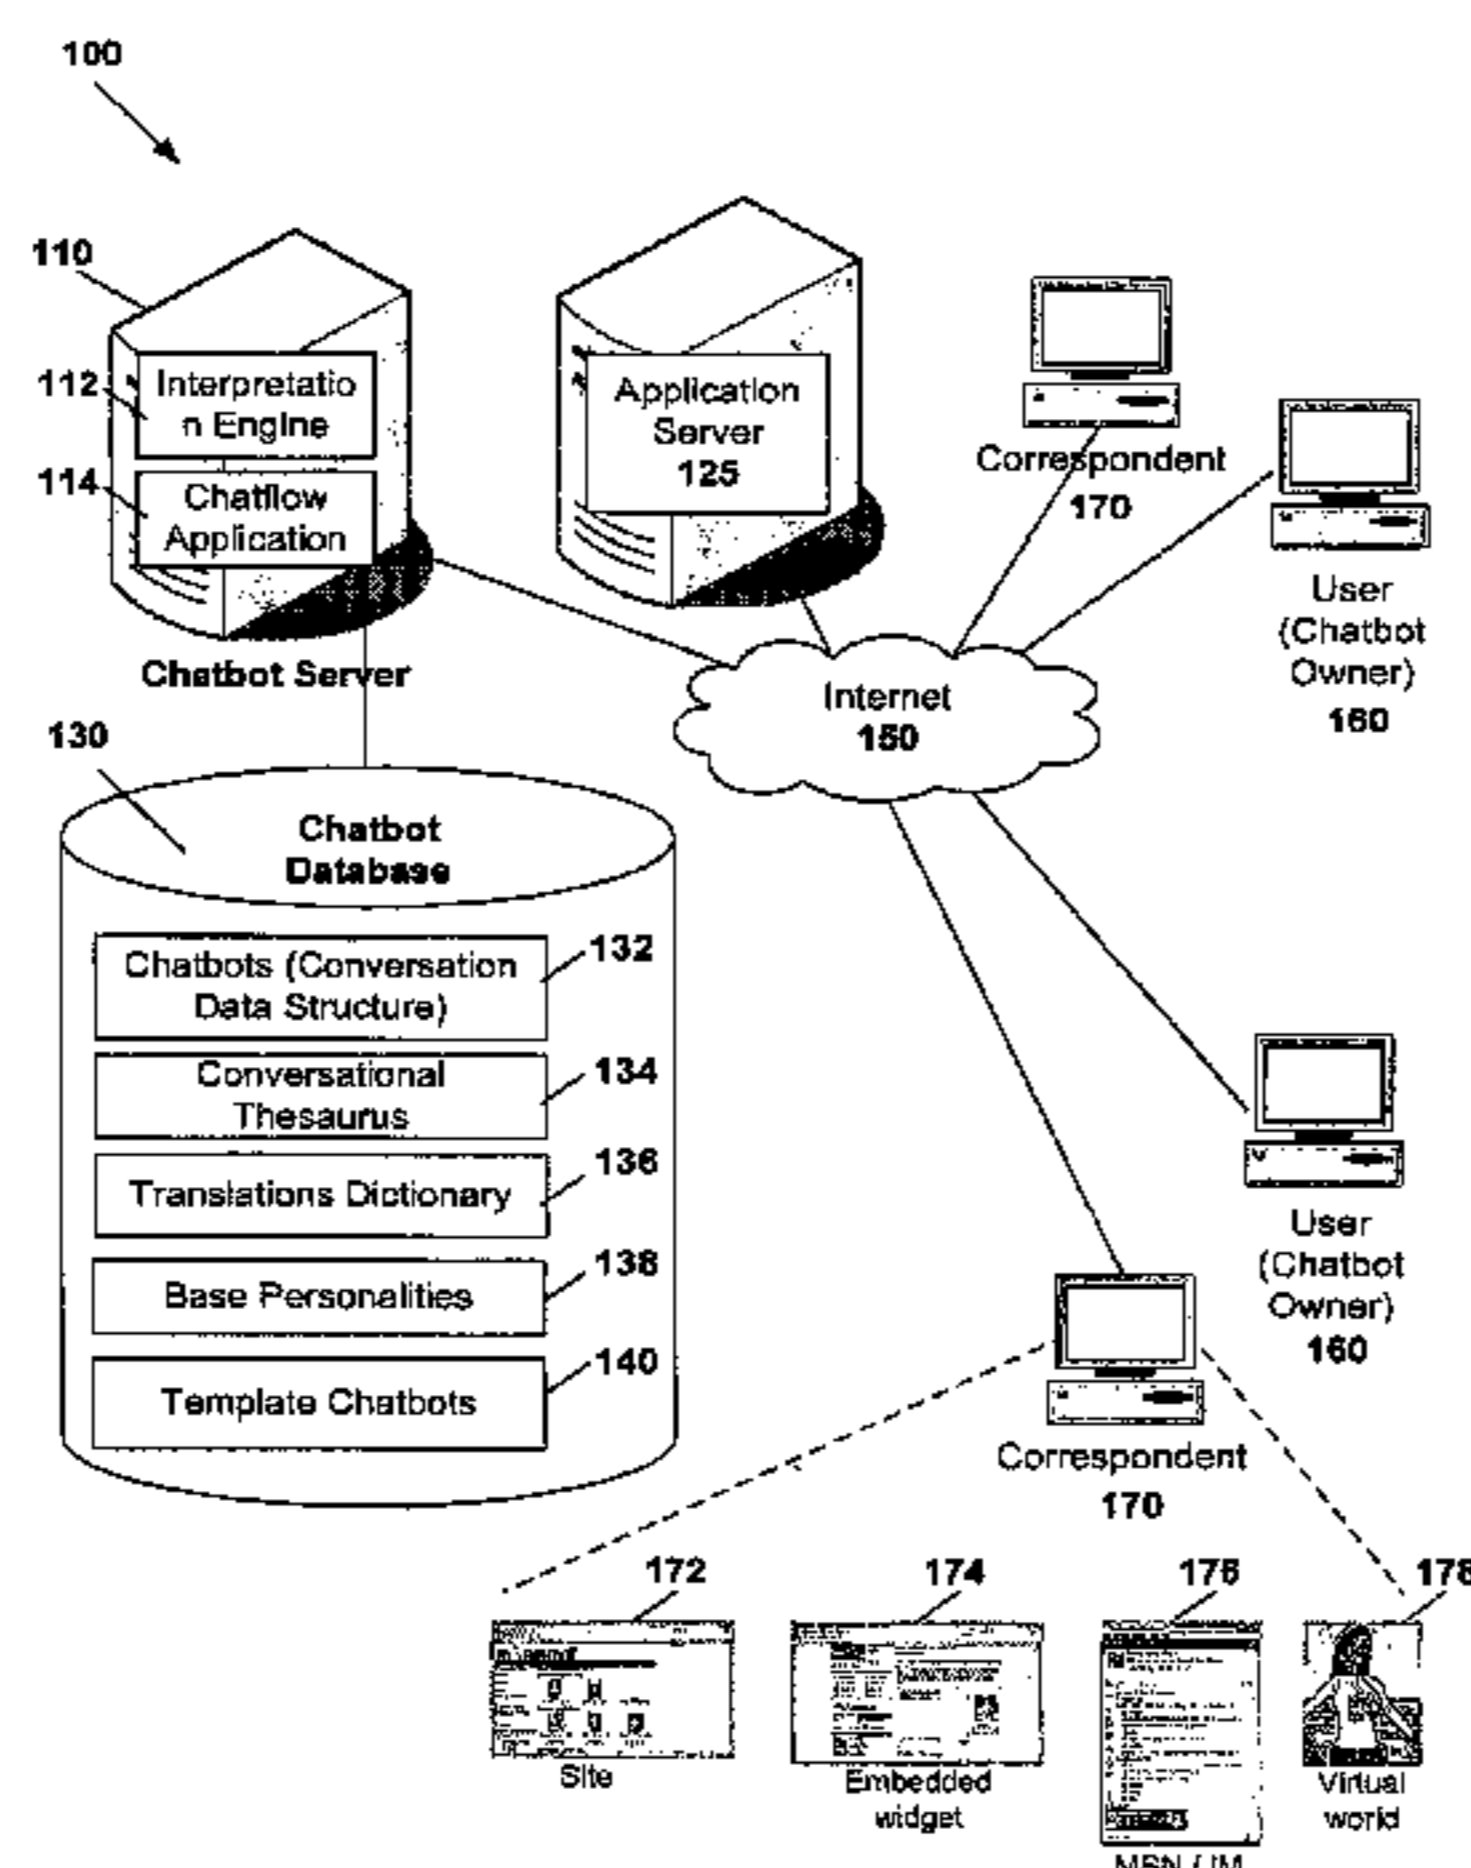 100
110
112
Interpretatio
n Engine
114
Chatflow
Application
Chatbot Server
Application
Server
125
Correspondent
170
User
(Chatbot
Owner)
160
Internet
150
130
Chatbot
Database
Chatbots (Conversation
Data Structure)
132
Conversational
Thesaurus
134
Translations Dictionary
136
Base Personalities
138
Template Chatbots
140
User
(Chatbot
Owner)
160
Correspondent
170
172
174
176
178
Site
Embedded
widget
Virtual
world
MSN / IM